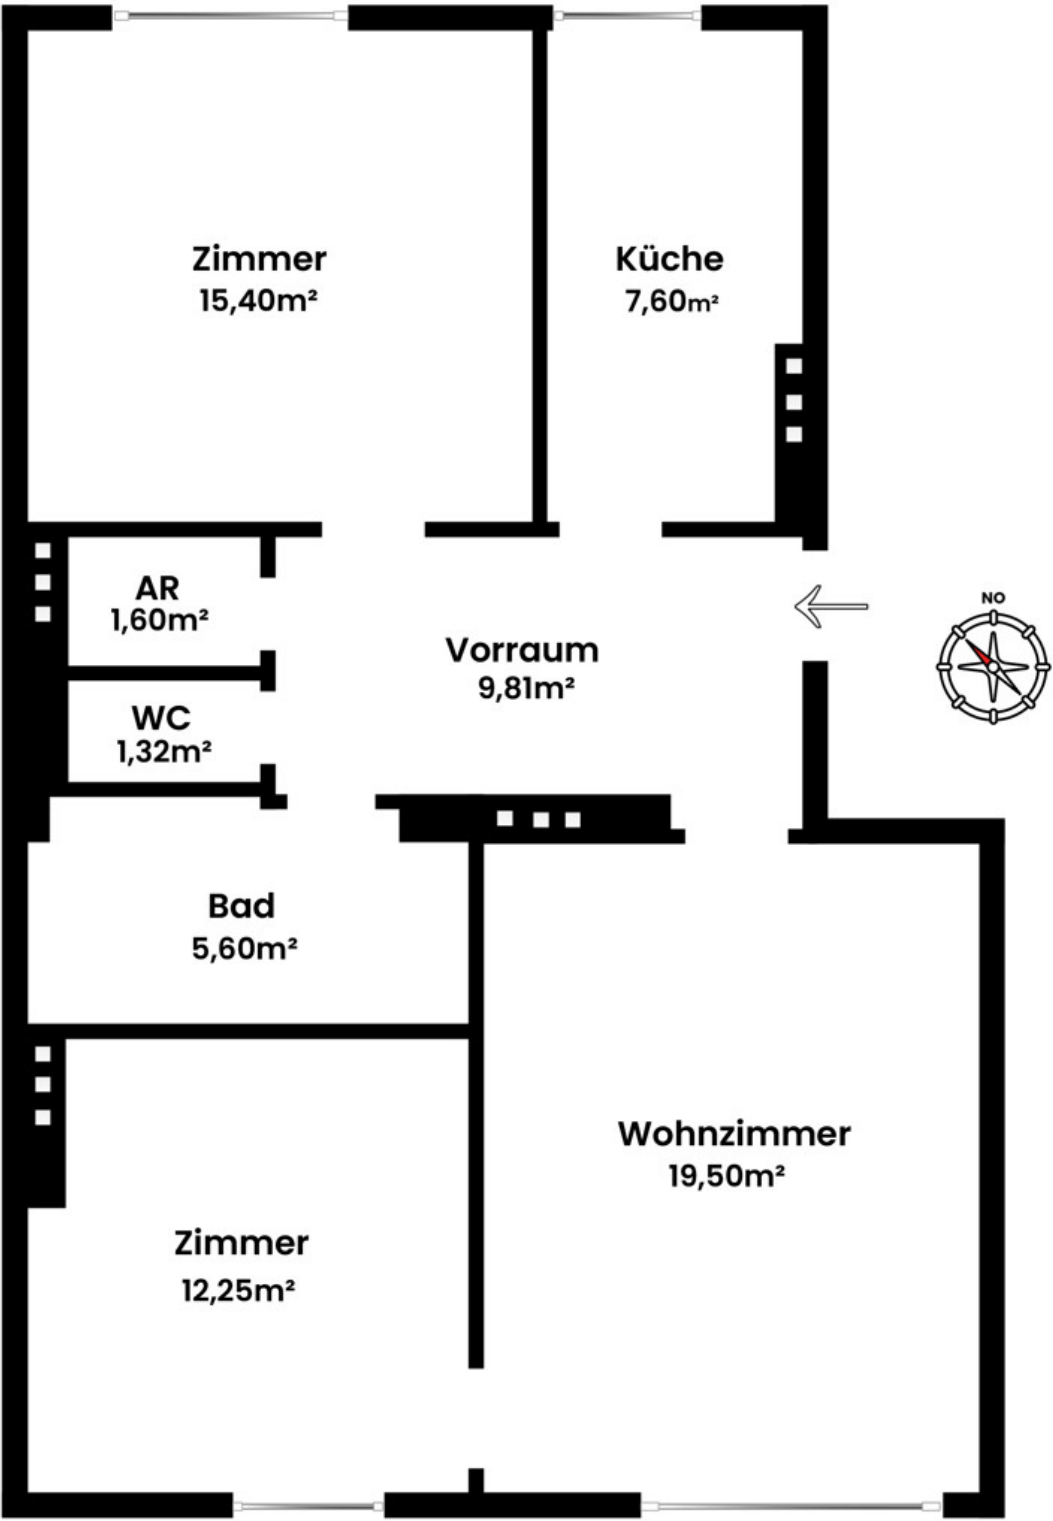 Zimmer
15,40m²
Küche
7,60m²
AR
1,60m²
Vorraum
9,81m²
NO
WC
1,32m²
Bad
5,60m²
Wohnzimmer
19,50m²
Zimmer
12,25m²